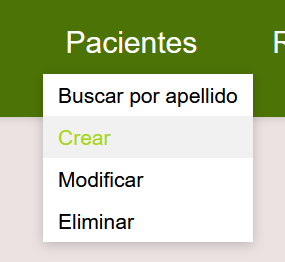 Pacientes
Buscar por apellido
Crear
Modificar
Eliminar